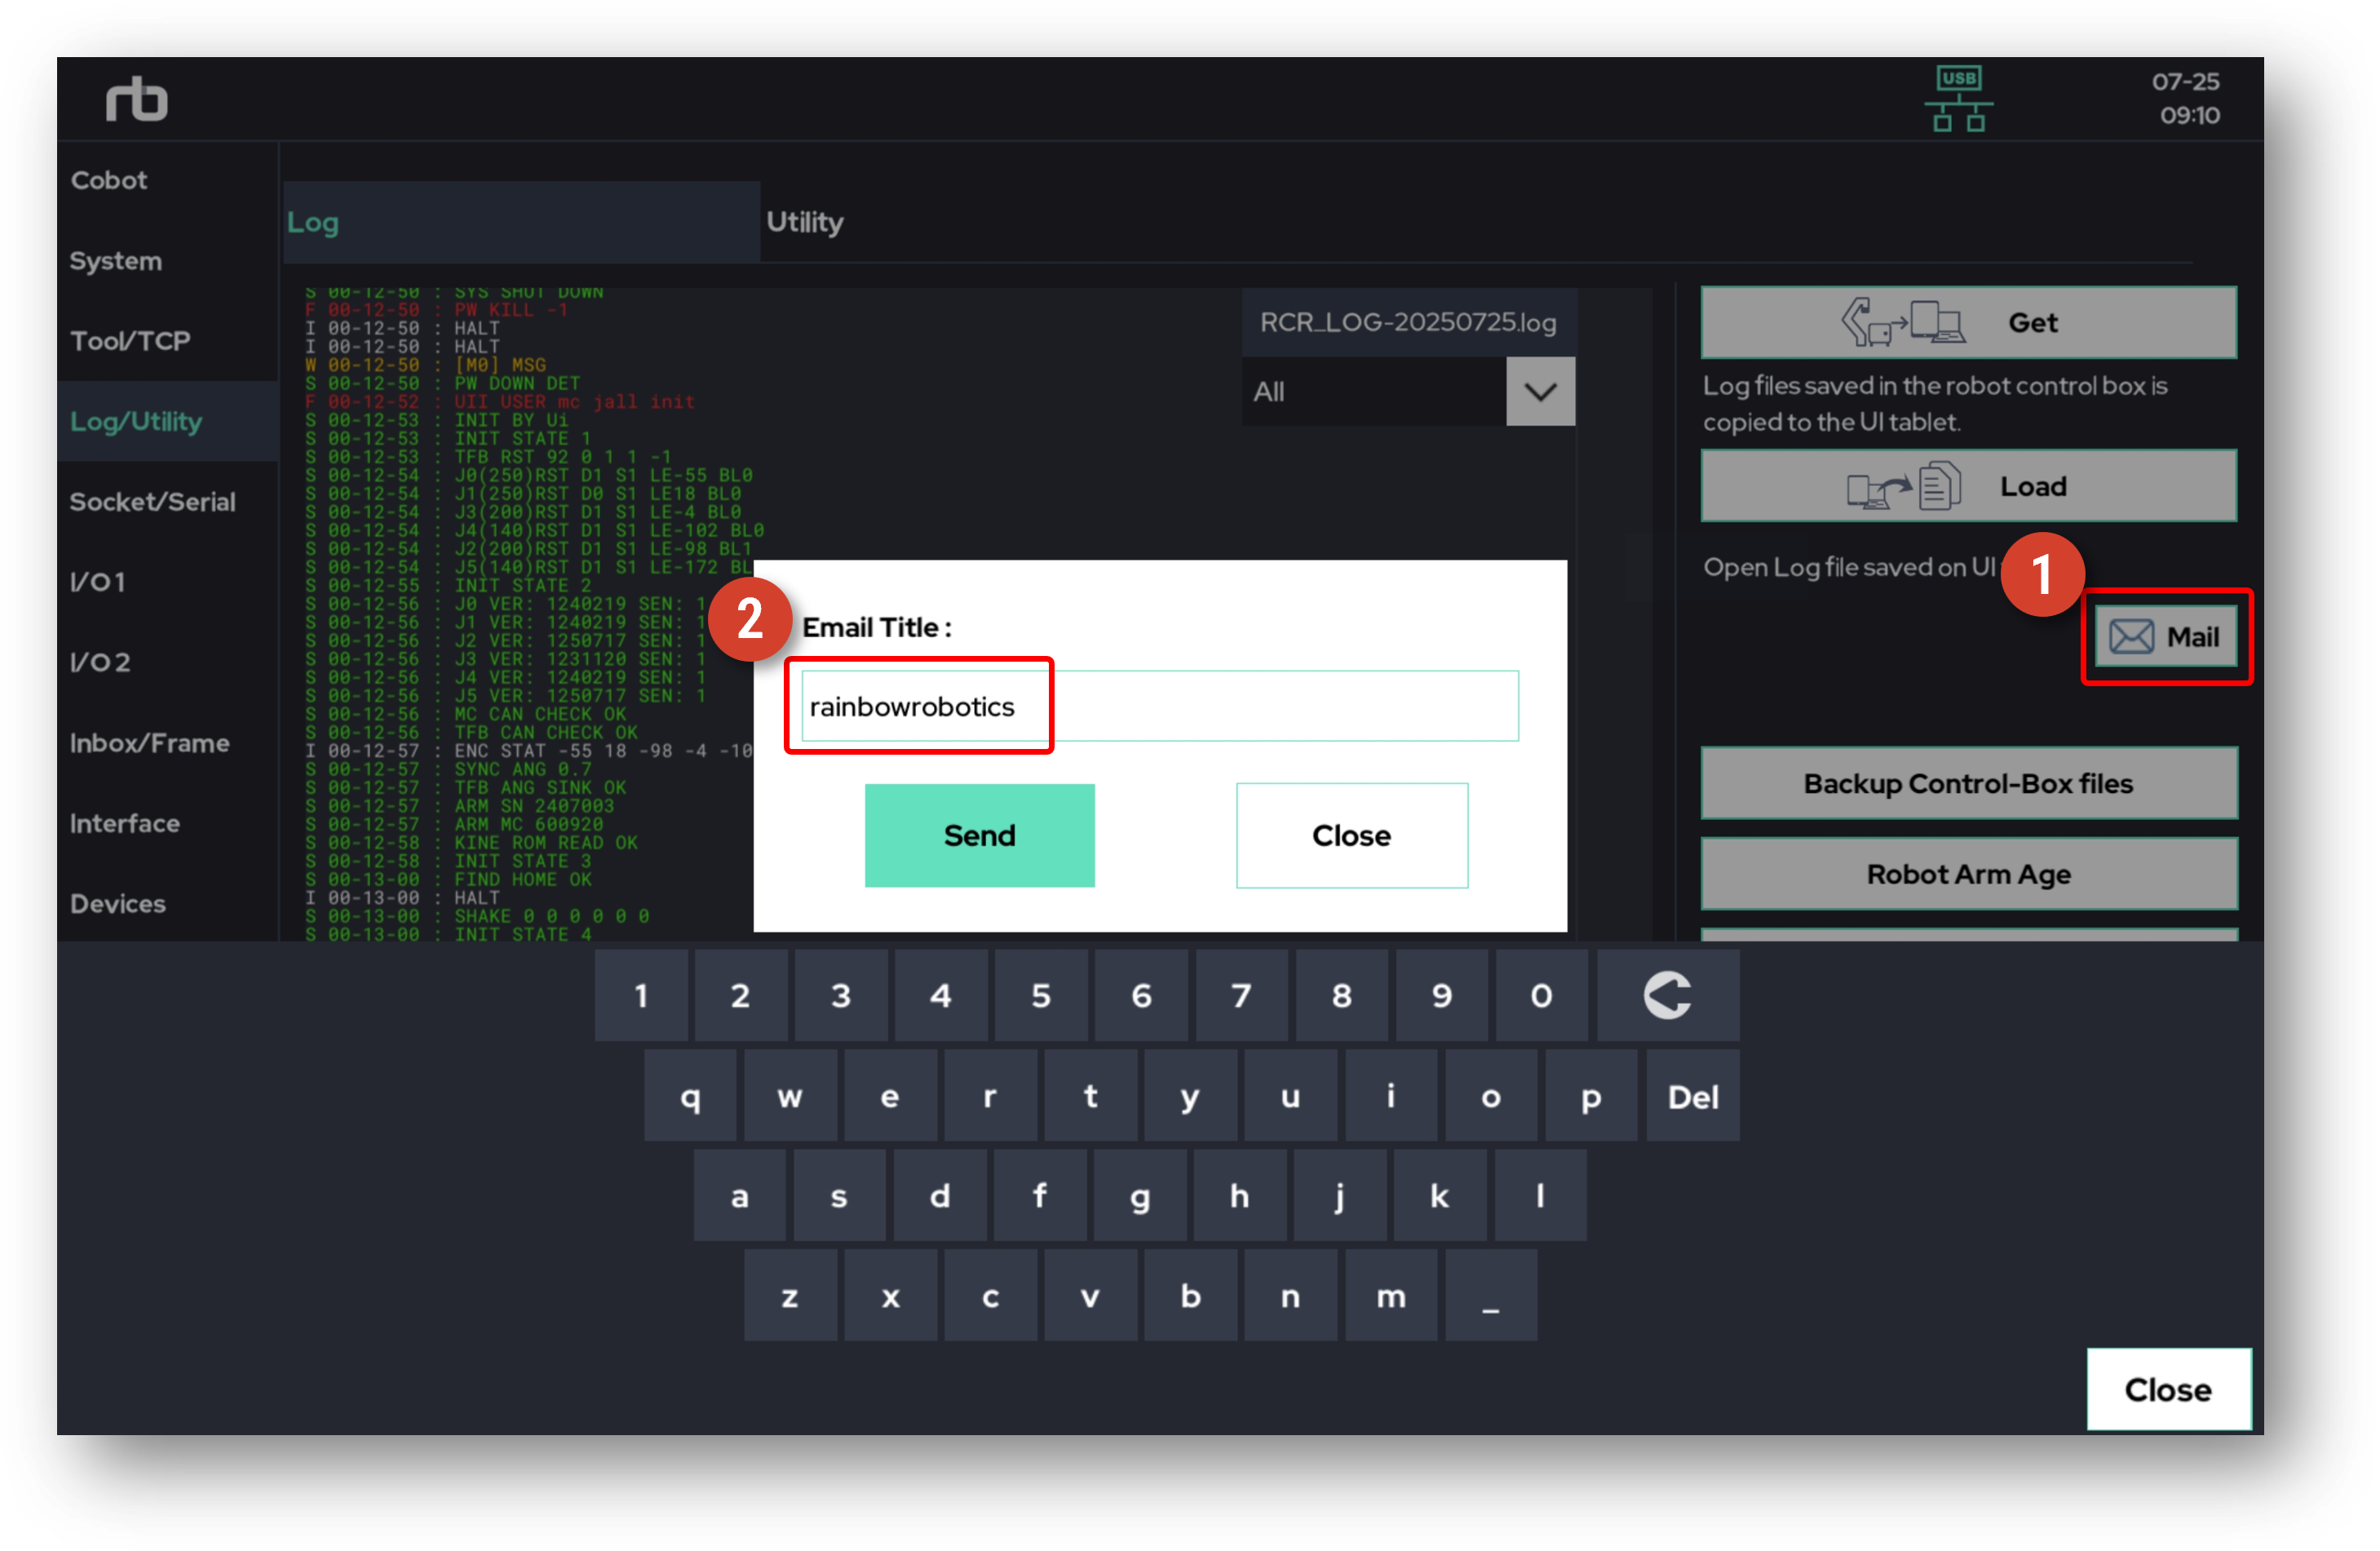 rb
USB
07-25
09:10
Cobot
System
Tool/TCP
Log/Utility
Socket/Serial
I/O 1
I/O 2
Inbox/Frame
Interface
Devices
Log
Utility
S 00-12-50 : SYS SHUT DOWN
F 00-12-50 : PW KILL -1
I 00-12-50 : HALT
I 00-12-50 : HALT
W 00-12-50 : [M0] MSG
S 00-12-50 : PW DOWN DET
F 00-12-52 : UII USER mc jall init
S 00-12-53 : INIT BY Ui
S 00-12-53 : INIT STATE 1
S 00-12-53 : TFB RST 92 0 1 1 -1
S 00-12-54 : J0(250)RST D1 S1 LE-55 BL0
S 00-12-54 : J1(250)RST D0 S1 LE18 BL0
S 00-12-54 : J3(200)RST D1 S1 LE-4 BL0
S 00-12-54 : J4(140)RST D1 S1 LE-102 BL0
S 00-12-54 : J2(200)RST D1 S1 LE-98 BL1
S 00-12-54 : J5(140)RST D1 S1 LE-172 BL
S 00-12-55 : INIT STATE 2
S 00-12-56 : J0 VER: 1240219 SEN: 1
S 00-12-56 : J1 VER: 1240219 SEN: 1
S 00-12-56 : J2 VER: 1250717 SEN: 1
S 00-12-56 : J3 VER: 1231120 SEN: 1
S 00-12-56 : J4 VER: 1240219 SEN: 1
S 00-12-56 : J5 VER: 1250717 SEN: 1
S 00-12-56 : MC CAN CHECK OK
S 00-12-56 : TFB CAN CHECK OK
I 00-12-57 : ENC STAT -55 18 -98 -4 -10
S 00-12-57 : SYNC ANG 0.7
S 00-12-57 : TFB ANG SINK OK
S 00-12-57 : ARM SN 2407003
S 00-12-57 : ARM MC 600920
S 00-12-58 : KINE ROM READ OK
S 00-12-58 : INIT STATE 3
S 00-13-00 : FIND HOME OK
I 00-13-00 : HALT
S 00-13-00 : SHAKE 0 0 0 0 0 0
S 00-13-00 : INIT STATE 4
RCR_LOG-20250725.log
All
Get
Log files saved in the robot control box is
copied to the UI tablet.
Load
Open Log file saved on UI
1
Mail
Backup Control-Box files
Robot Arm Age
2
Email Title :
rainbowrobotics
Send
Close
1 2 3 4 5 6 7 8 9 0
q w e r t y u i o p Del
a s d f g h j k l
z x c v b n m _
Close